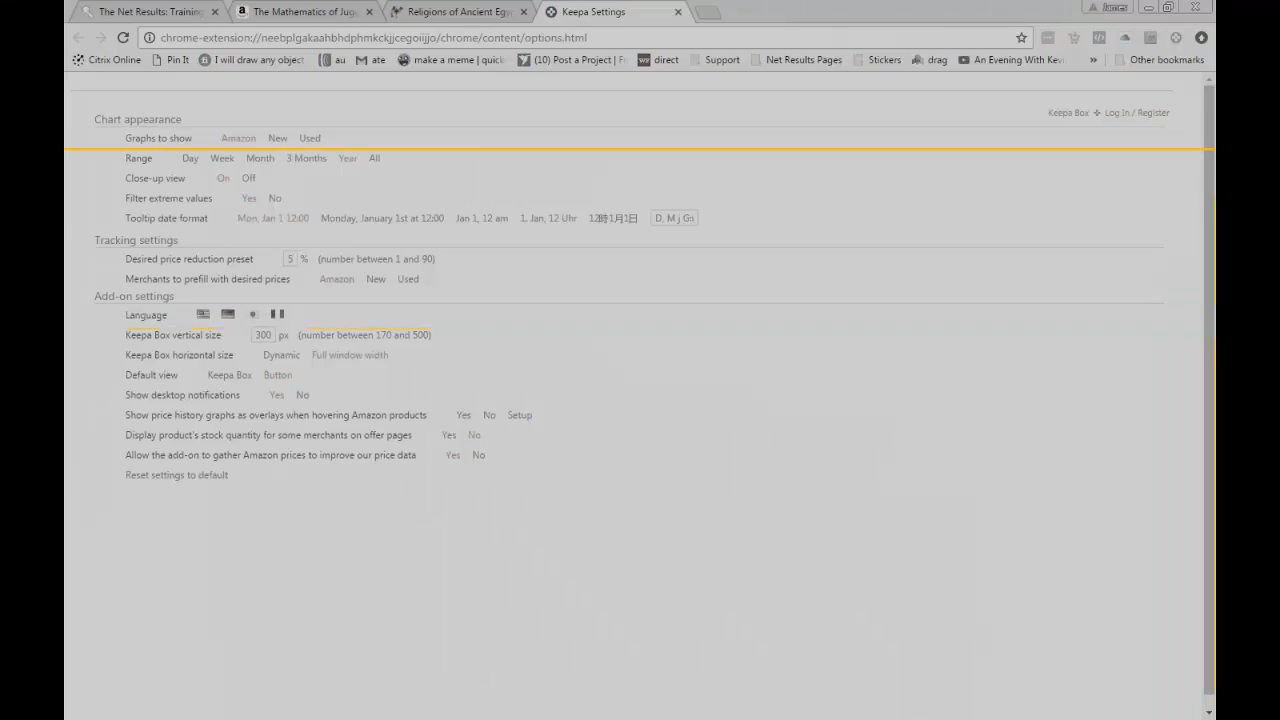 The Net Results: Training
The Mathematics of Jugg
Religions of Ancient Egy
Keepa Settings
James
chrome-extension://neebplgakaahbhdphmkckjjcegoiijjo/chrome/content/options.html
Citrix Online
Pin It
I will draw any object
au
ate
make a meme | quick
(10) Post a Project | Fr
direct
Support
Net Results Pages
Stickers
drag
An Evening With Kevi
»
Other bookmarks
Keepa Box Log In / Register
Chart appearance
Graphs to show Amazon New Used
Range Day Week Month 3 Months Year All
Close-up view On Off
Filter extreme values Yes No
Tooltip date format Mon, Jan 1 12:00 Monday, January 1st at 12:00 Jan 1, 12 am 1. Jan, 12 Uhr 12時1月1日 D, M j G:i
Tracking settings
Desired price reduction preset 5 % (number between 1 and 90)
Merchants to prefill with desired prices Amazon New Used
Add-on settings
Language
Keepa Box vertical size 300 px (number between 170 and 500)
Keepa Box horizontal size Dynamic Full window width
Default view Keepa Box Button
Show desktop notifications Yes No
Show price history graphs as overlays when hovering Amazon products Yes No Setup
Display product's stock quantity for some merchants on offer pages Yes No
Allow the add-on to gather Amazon prices to improve our price data Yes No
Reset settings to default